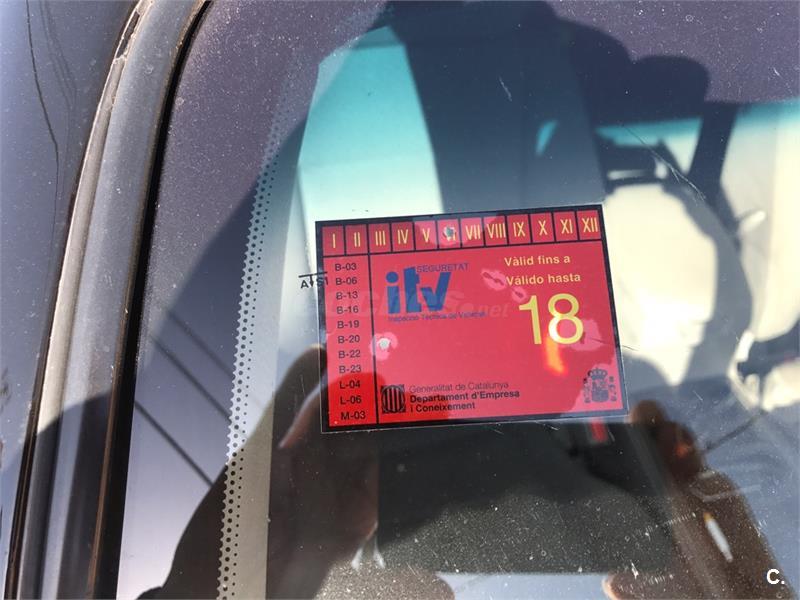 I II III IV V VI VII VIII IX X XI XII
B-03
B-06
B-13
B-16
B-19
B-20
B-22
B-23
L-04
L-06
M-03
SEGURETAT
itv
Inspecció Tècnica de Vehicles
Vàlid fins a
Válido hasta
18
Generalitat de Catalunya
Departament d'Empresa
i Coneixement
C.